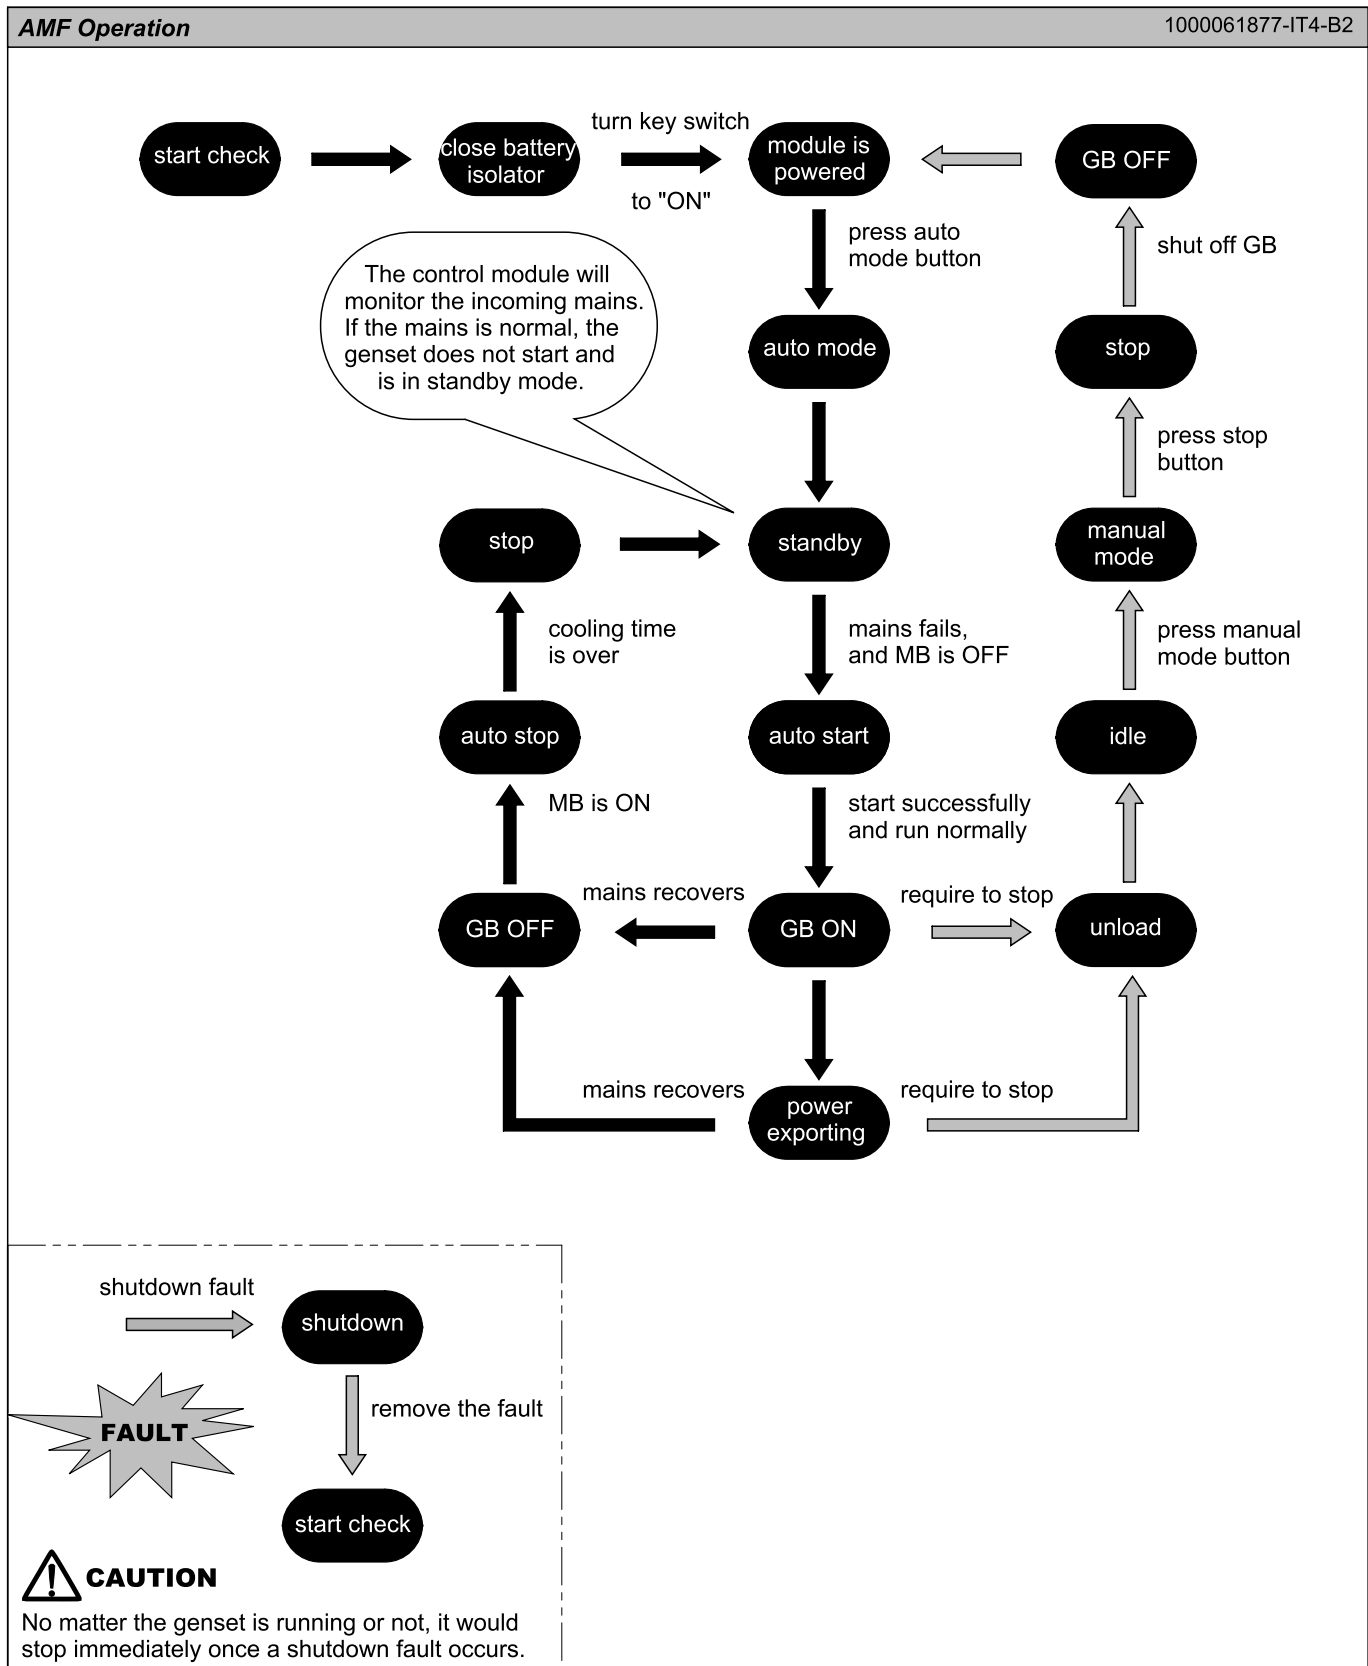 AMF Operation
1000061877-IT4-B2
start check
close battery
isolator
turn key switch
to "ON"
module is
powered
GB OFF
press auto
mode button
shut off GB
The control module will
monitor the incoming mains.
If the mains is normal, the
genset does not start and
is in standby mode.
auto mode
stop
press stop
button
stop
standby
manual
mode
cooling time
is over
mains fails,
and MB is OFF
press manual
mode button
auto stop
auto start
idle
MB is ON
start successfully
and run normally
mains recovers
require to stop
GB OFF
GB ON
unload
mains recovers
power
exporting
require to stop
shutdown fault
shutdown
remove the fault
FAULT
start check
CAUTION
No matter the genset is running or not, it would
stop immediately once a shutdown fault occurs.